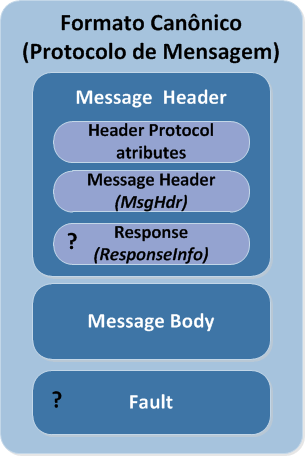 Formato Canônico
(Protocolo de Mensagem)
Message Header
Header Protocol
atributes
Message Header
(MsgHdr)
? Response
(ResponseInfo)
Message Body
? Fault